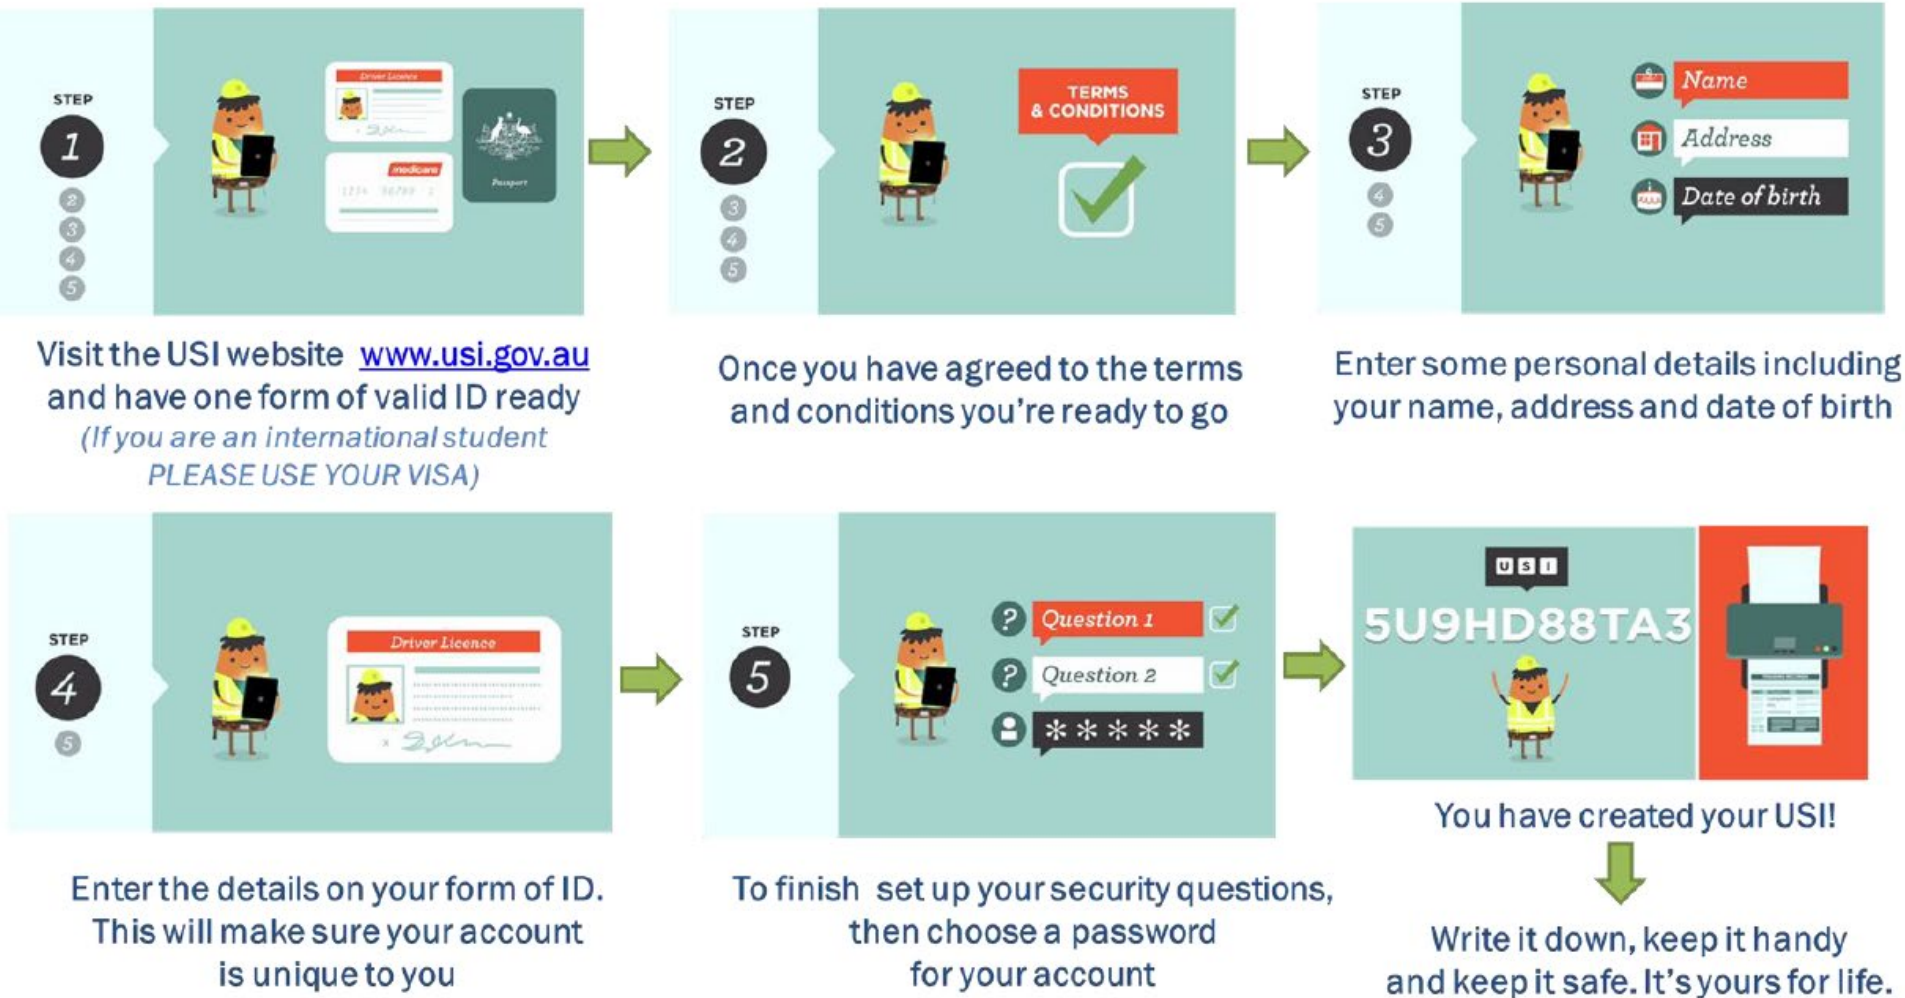 STEP
1
2
3
4
5
Driver Licence
medicare
1234 56789 1
Passport
Visit the USI website www.usi.gov.au
and have one form of valid ID ready
(If you are an international student
PLEASE USE YOUR VISA)
STEP
2
3
4
5
TERMS
& CONDITIONS
Once you have agreed to the terms
and conditions you're ready to go
STEP
3
4
5
Name
Address
Date of birth
Enter some personal details including
your name, address and date of birth
STEP
4
5
Driver Licence
x
Enter the details on your form of ID.
This will make sure your account
is unique to you
STEP
5
? Question 1
? Question 2
*****
To finish set up your security questions,
then choose a password
for your account
USI
5U9HD88TA3
You have created your USI!
Write it down, keep it handy
and keep it safe. It's yours for life.